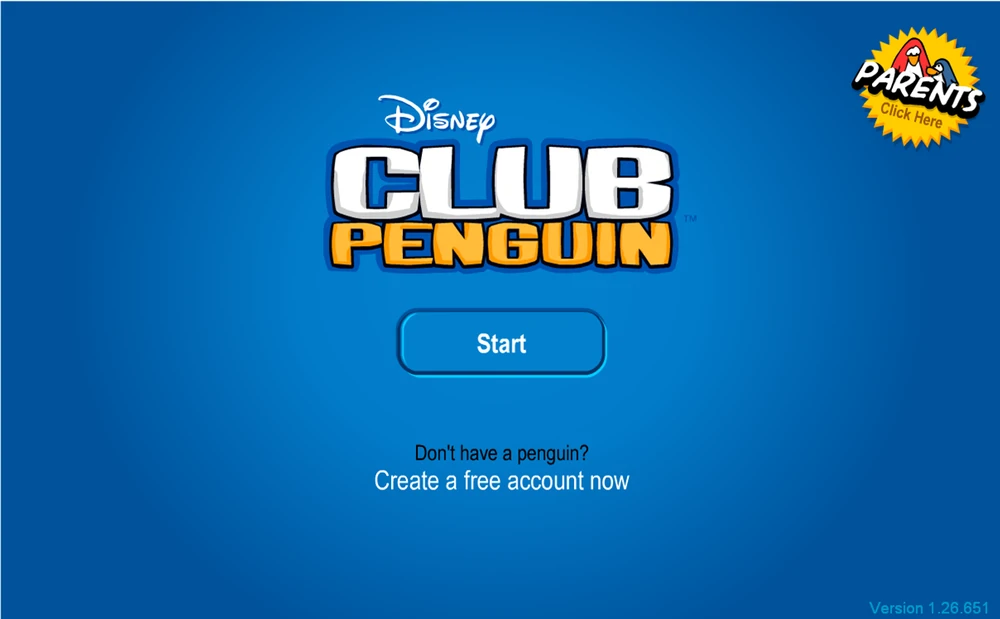 PARENTS
Click Here
Disney
CLUB
PENGUIN
™
Start
Don't have a penguin?
Create a free account now
Version 1.26.651